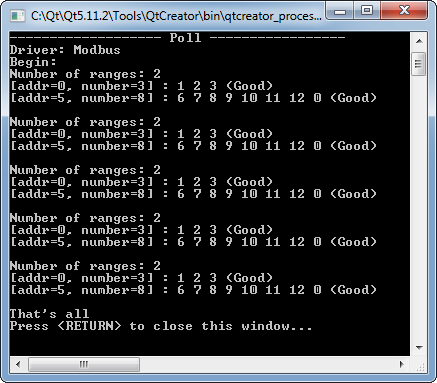 C:\Qt\Qt5.11.2\Tools\QtCreator\bin\qtcreator_proces...
------------------- Poll -----------------
Driver: Modbus
Begin:
Number of ranges: 2
[addr=0, number=3] : 1 2 3 (Good)
[addr=5, number=8] : 6 7 8 9 10 11 12 0 (Good)
Number of ranges: 2
[addr=0, number=3] : 1 2 3 (Good)
[addr=5, number=8] : 6 7 8 9 10 11 12 0 (Good)
Number of ranges: 2
[addr=0, number=3] : 1 2 3 (Good)
[addr=5, number=8] : 6 7 8 9 10 11 12 0 (Good)
Number of ranges: 2
[addr=0, number=3] : 1 2 3 (Good)
[addr=5, number=8] : 6 7 8 9 10 11 12 0 (Good)
Number of ranges: 2
[addr=0, number=3] : 1 2 3 (Good)
[addr=5, number=8] : 6 7 8 9 10 11 12 0 (Good)
That's all
Press <RETURN> to close this window...